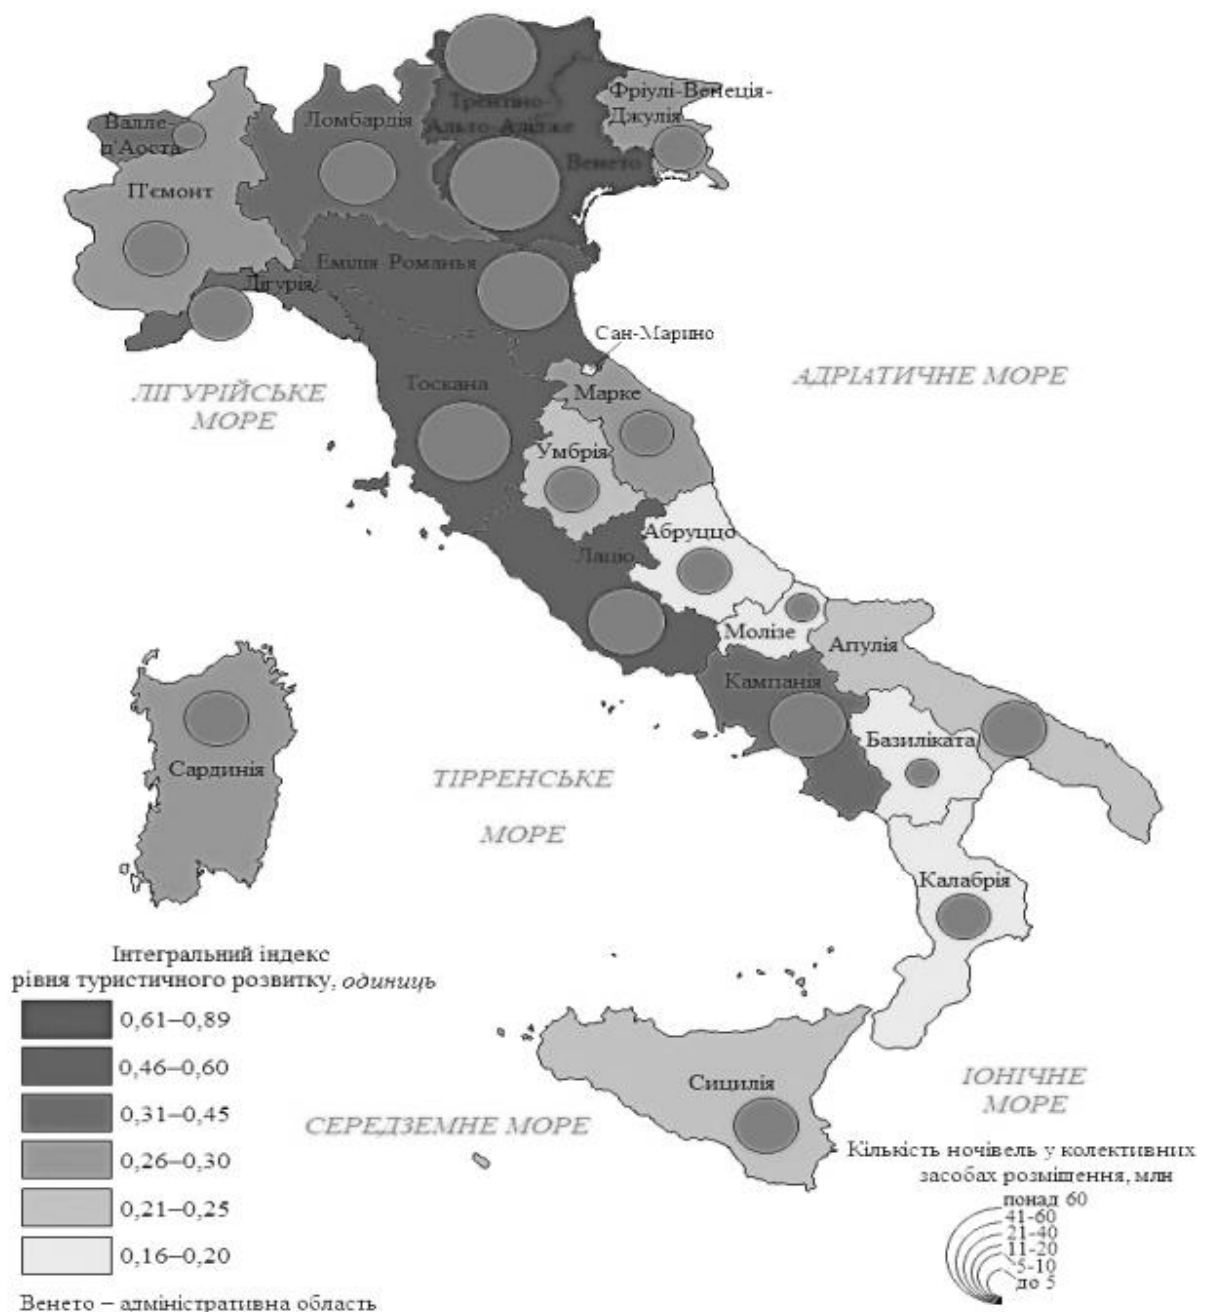 Трентіно-
Альто-Адідже
Фріулі-Венеція-
Джулія
Валле-
д'Аоста
Ломбардія
Венето
П'ємонт
Емілія Романья
Лігурія
Сан-Марино
ЛІГУРІЙСЬКЕ
МОРЕ
Тоскана
Марке
АДРІАТИЧНЕ МОРЕ
Умбрія
Абруццо
Лаціо
Молізе
Апулія
Кампанія
Базиліката
Сардинія
ТІРРЕНСЬКЕ
МОРЕ
Калабрія
Сицилія
ІОНІЧНЕ
МОРЕ
СЕРЕДЗЕМНЕ МОРЕ
Інтегральний індекс
рівня туристичного розвитку, одиниць
0,61–0,89
0,46–0,60
0,31–0,45
0,26–0,30
0,21–0,25
0,16–0,20
Венето – адміністративна область
Кількість ночівель у колективних
засобах розміщення, млн
понад 60
41-60
21-40
11-20
5-10
до 5